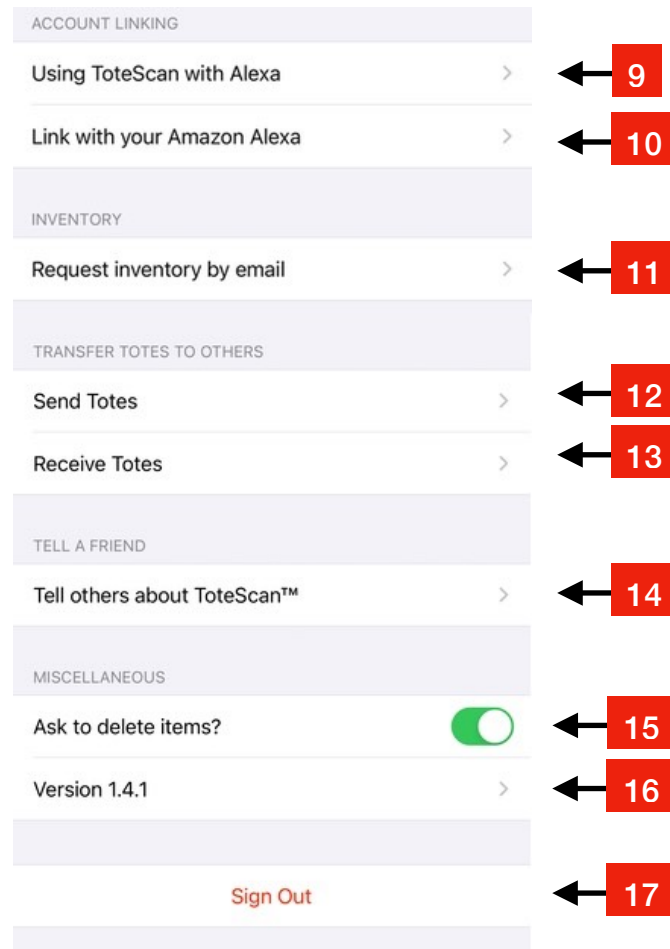 ACCOUNT LINKING
Using ToteScan with Alexa 9
Link with your Amazon Alexa 10
INVENTORY
Request inventory by email 11
TRANSFER TOTES TO OTHERS
Send Totes 12
Receive Totes 13
TELL A FRIEND
Tell others about ToteScan™ 14
MISCELLANEOUS
Ask to delete items? 15
Version 1.4.1 16
Sign Out 17